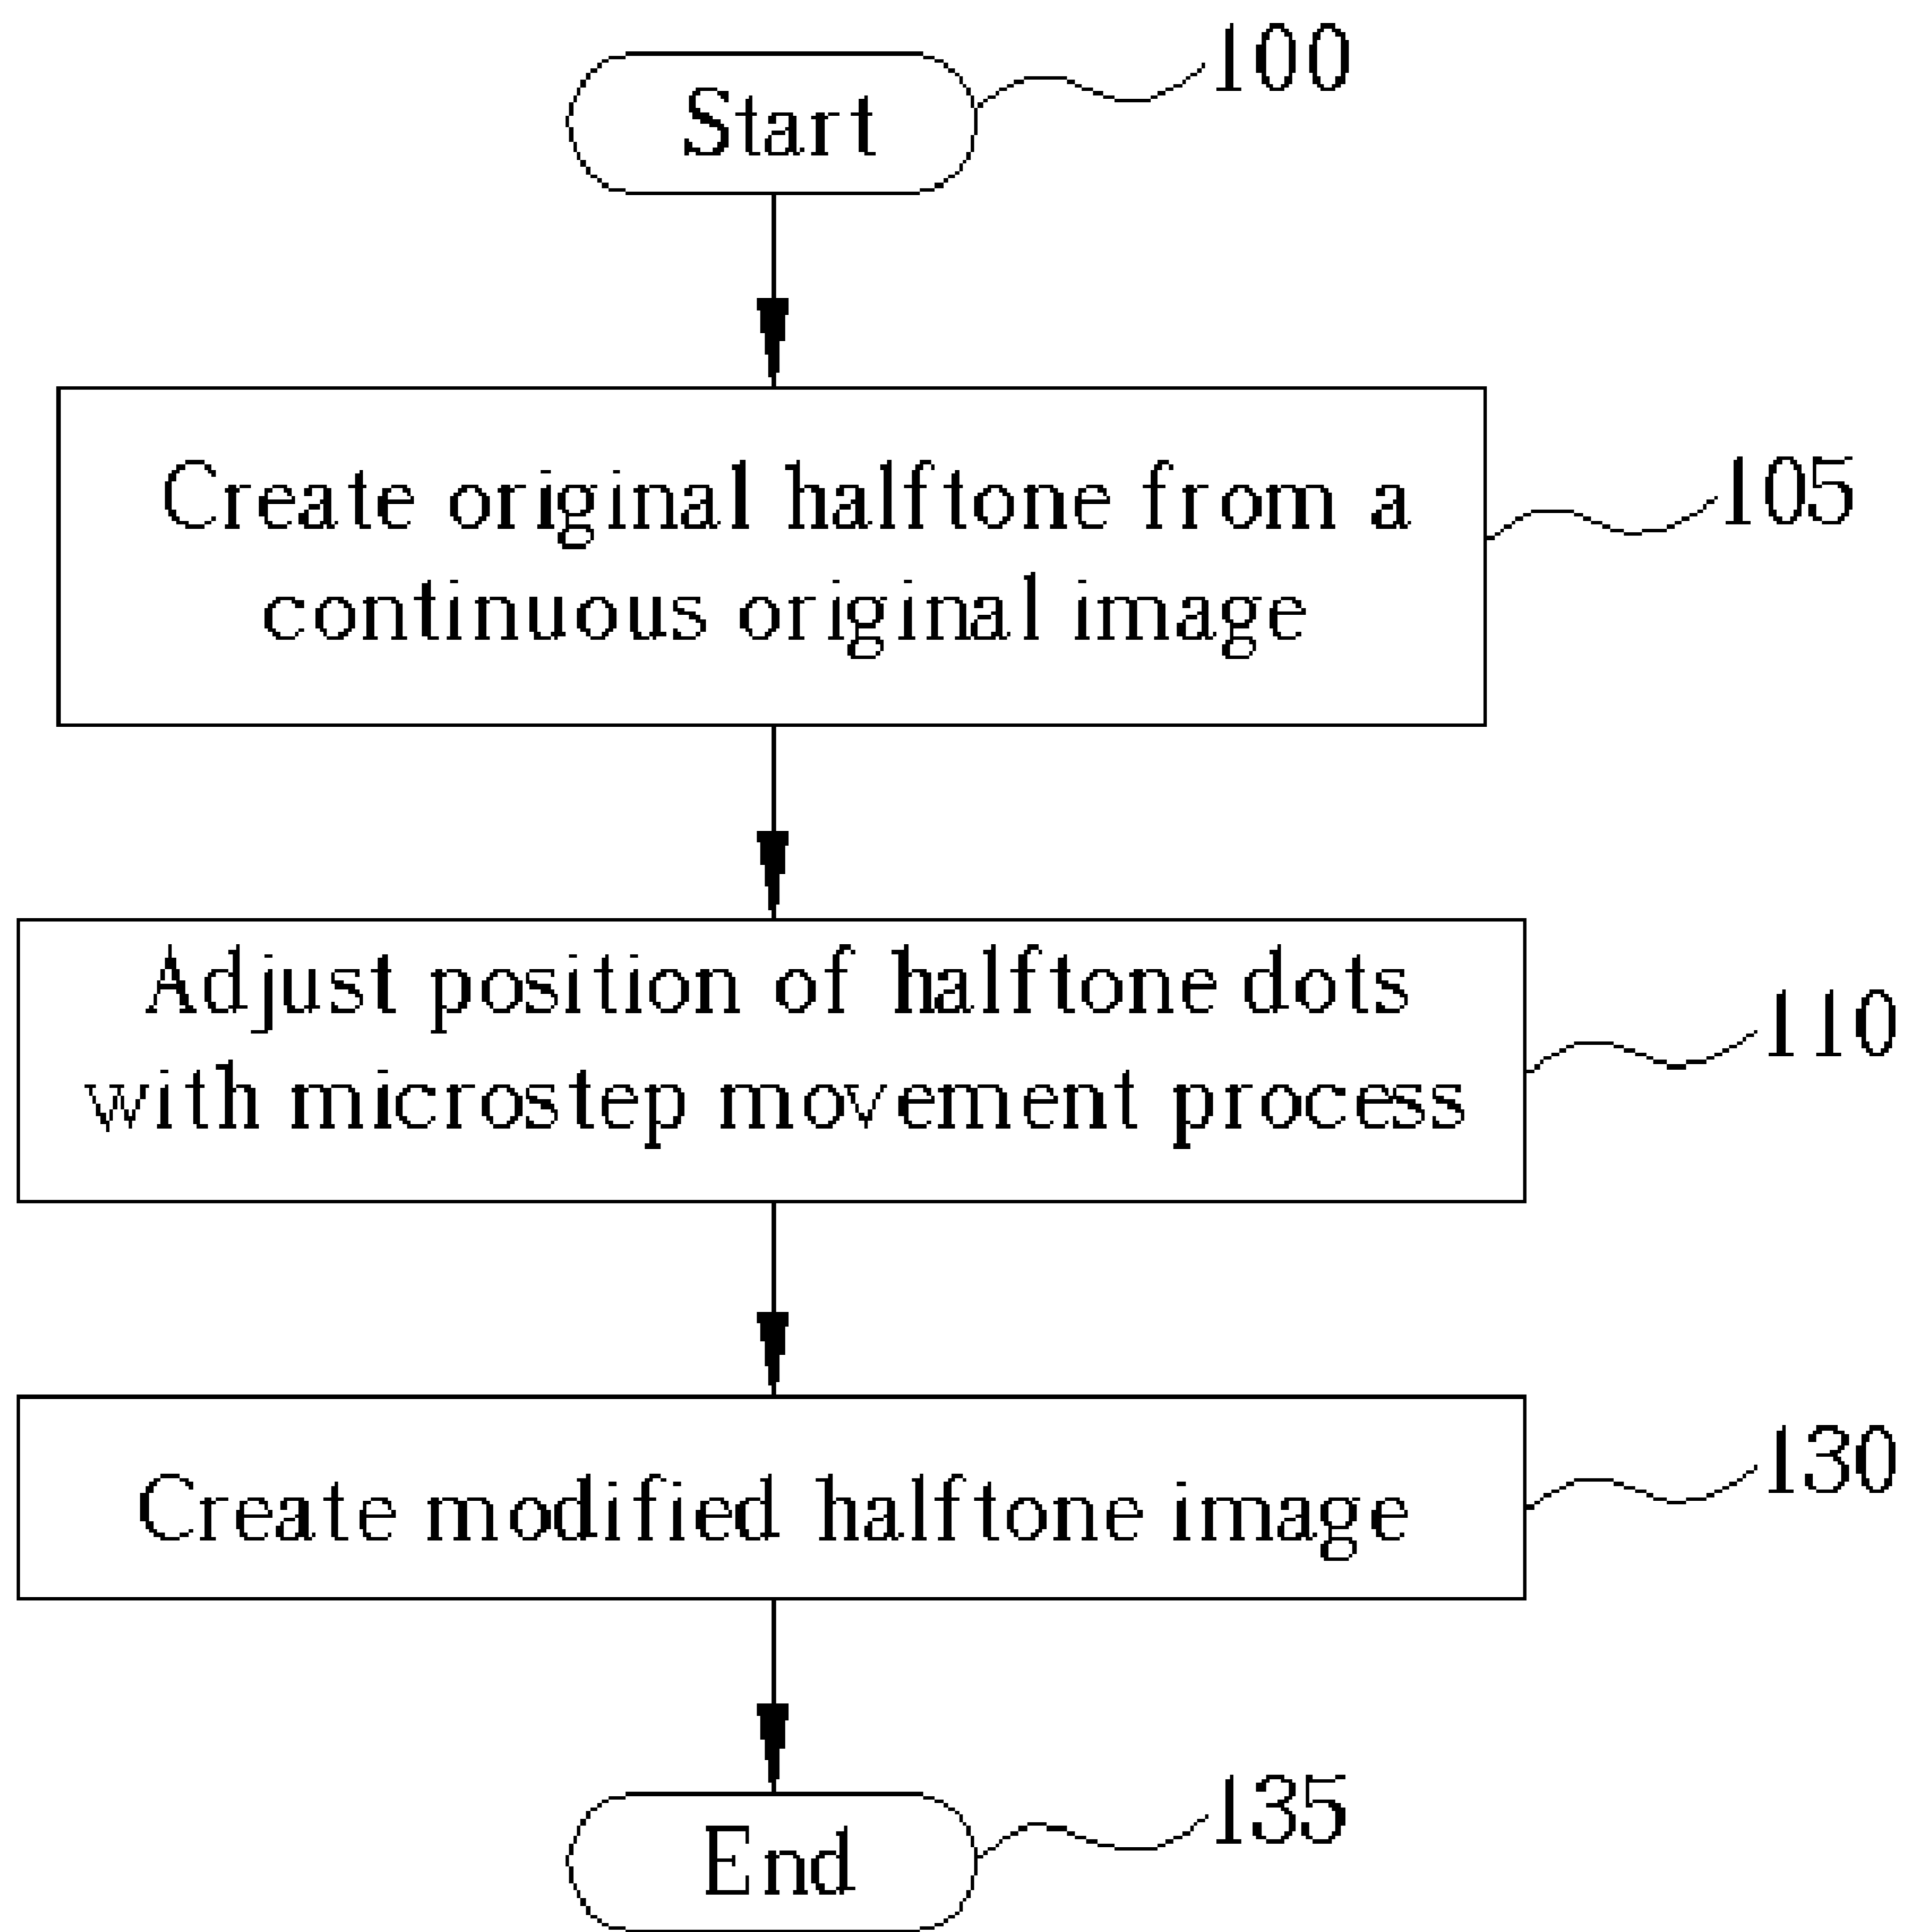 Start
100
Create original halftone from a
continuous original image
105
Adjust position of halftone dots
with microstep movement process
110
Create modified halftone image
130
End
135